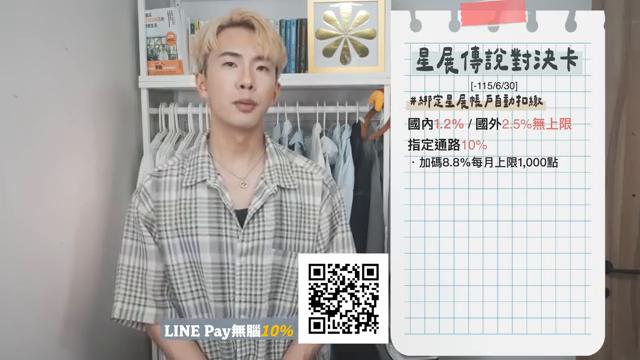 星展傳說對決卡
[-115/6/30]
#綁定星展帳戶自動扣繳
國內1.2% / 國外2.5%無上限
指定通路10%
・加碼8.8%每月上限1,000點
LINE Pay無腦10%